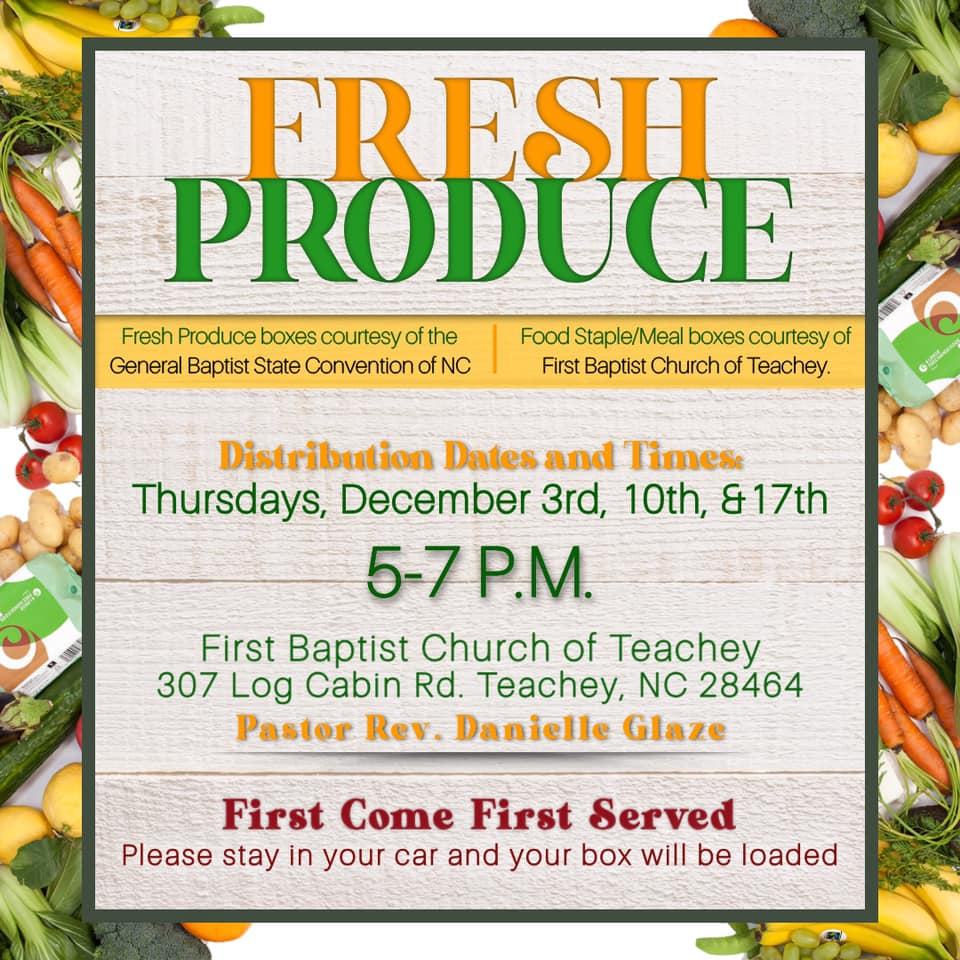 FRESH
PRODUCE
Fresh Produce boxes courtesy of the
General Baptist State Convention of NC
Food Staple/Meal boxes courtesy of
First Baptist Church of Teachey.
Distribution Dates and Times:
Thursdays, December 3rd, 10th, & 17th
5-7 P.M.
First Baptist Church of Teachey
307 Log Cabin Rd. Teachey, NC 28464
Pastor Rev. Danielle Glaze
First Come First Served
Please stay in your car and your box will be loaded